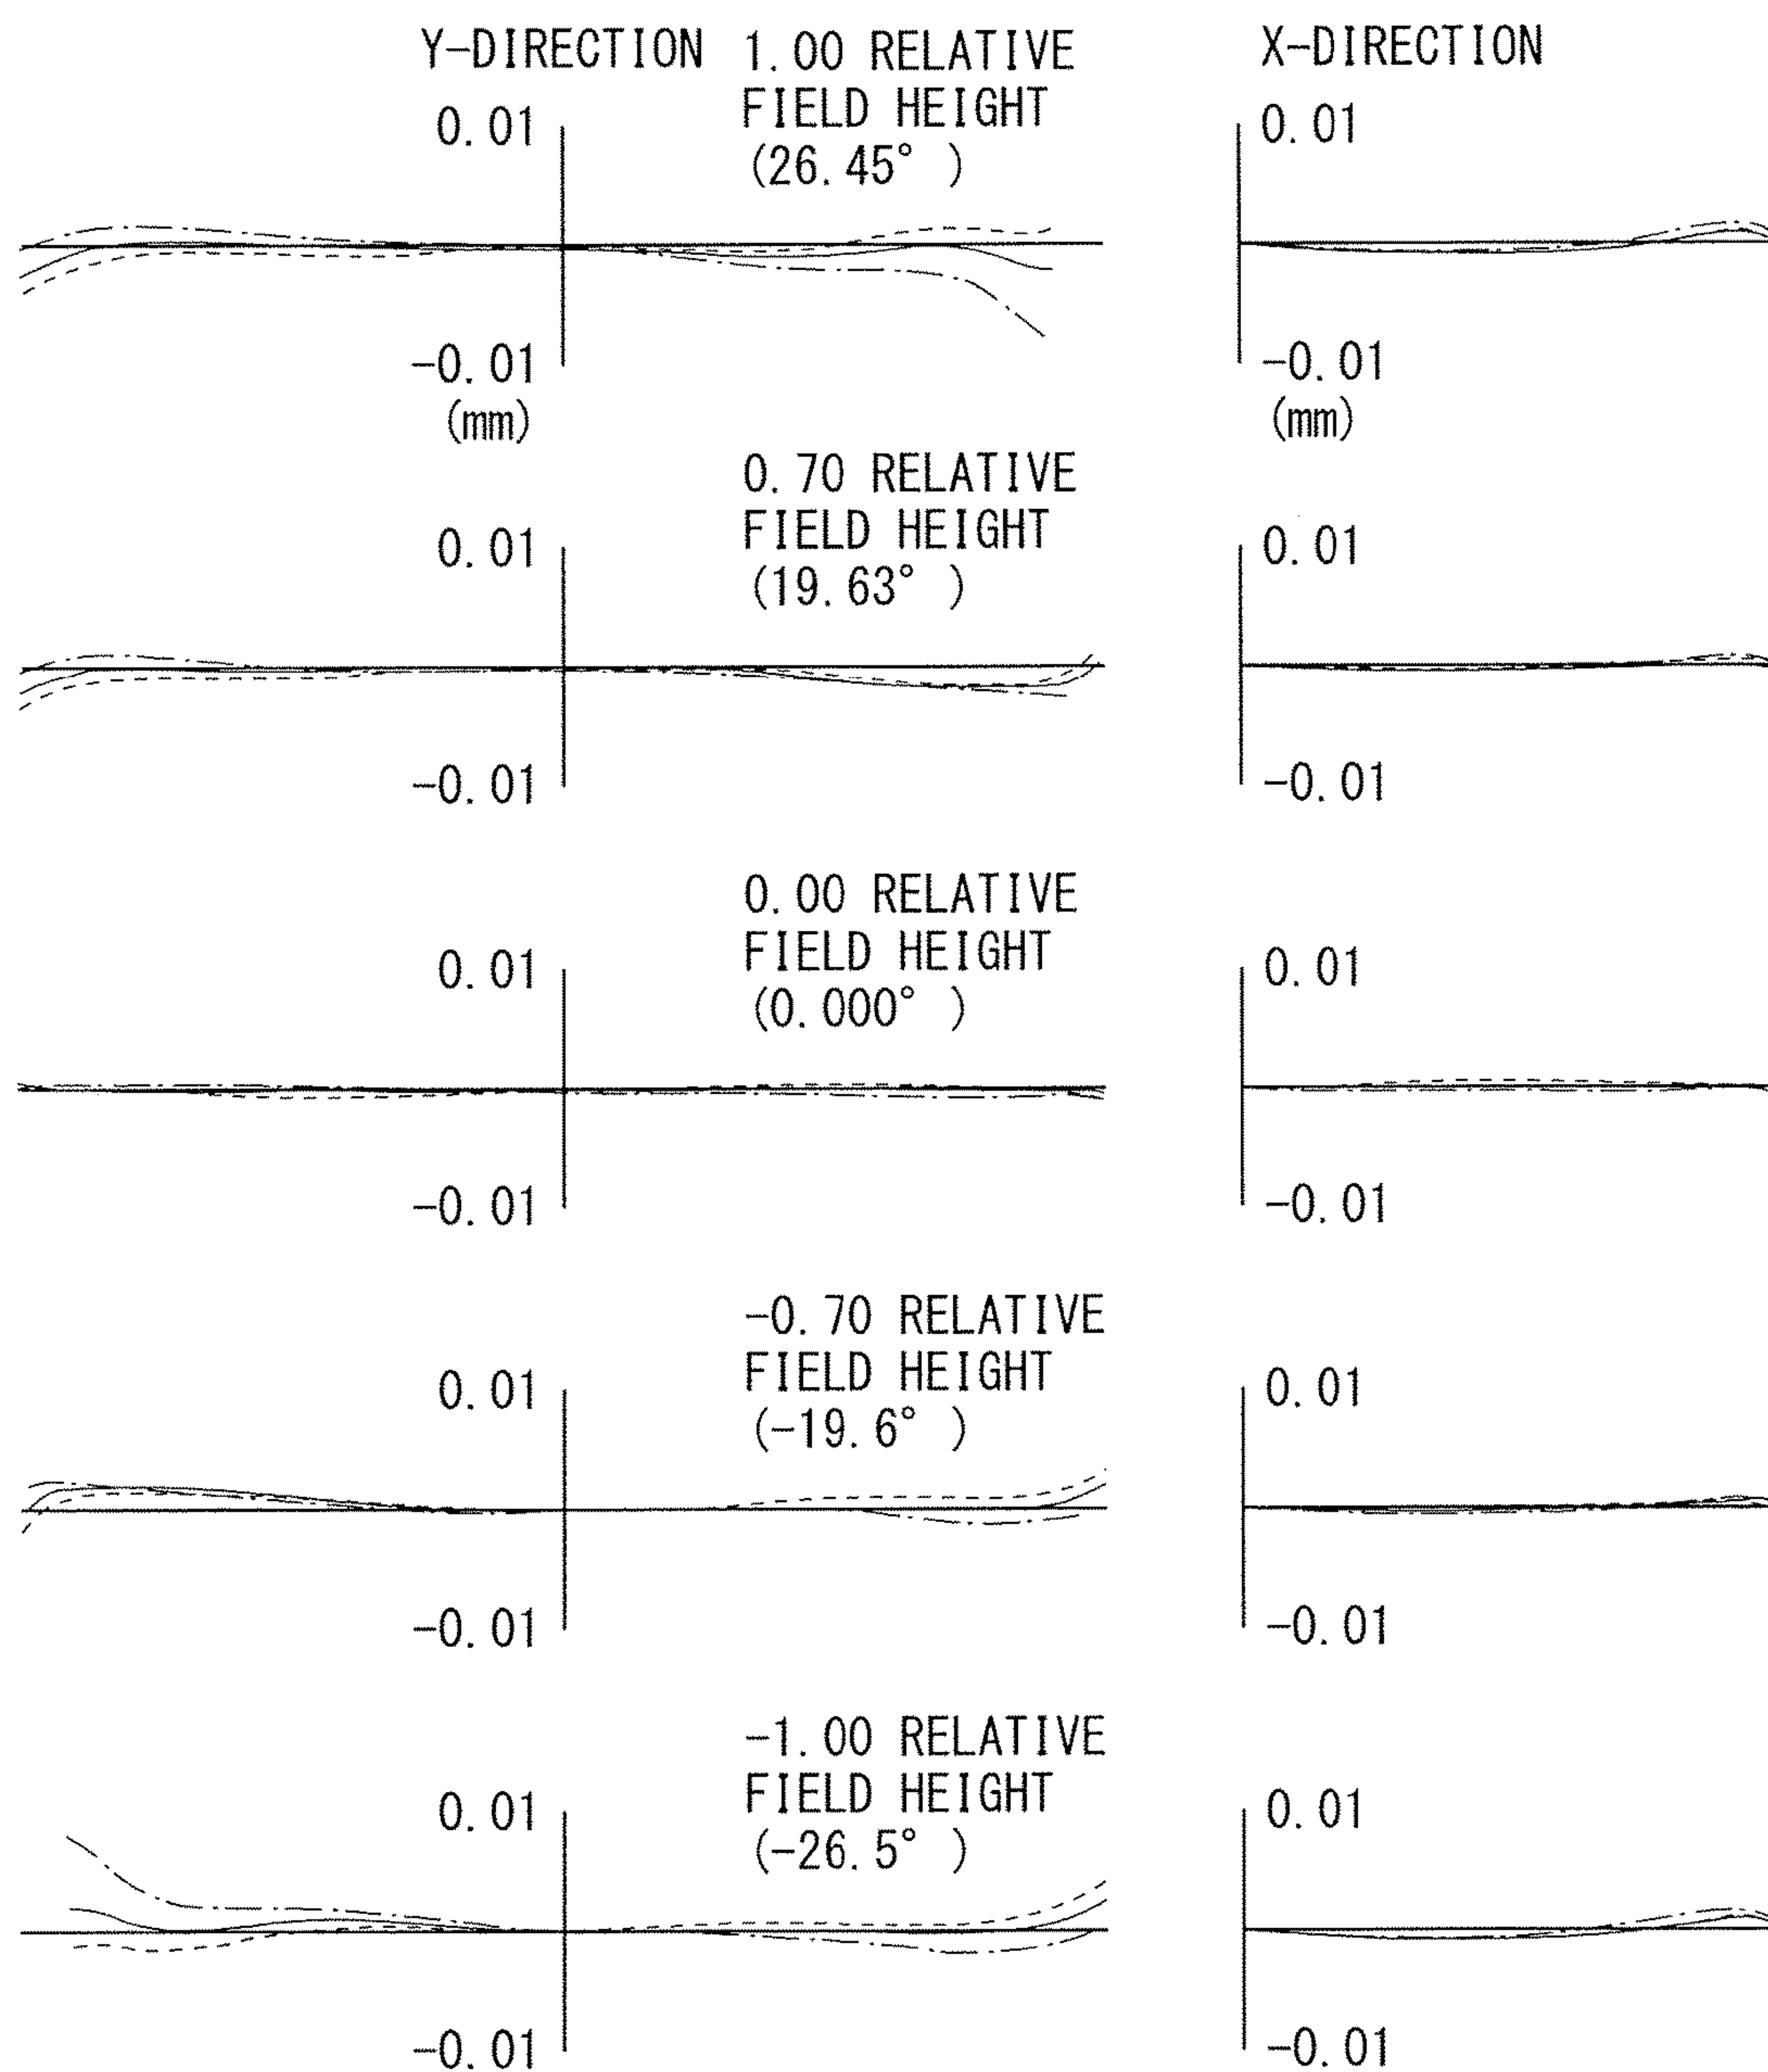 Y-DIRECTION
1.00 RELATIVE
FIELD HEIGHT
(26.45° )
X-DIRECTION
0.01
0.01
-0.01
-0.01
(mm)
(mm)
0.70 RELATIVE
FIELD HEIGHT
(19.63° )
0.01
0.01
-0.01
-0.01
0.00 RELATIVE
FIELD HEIGHT
(0.000° )
0.01
0.01
-0.01
-0.01
-0.70 RELATIVE
FIELD HEIGHT
(-19.6° )
0.01
0.01
-0.01
-0.01
-1.00 RELATIVE
FIELD HEIGHT
(-26.5° )
0.01
0.01
-0.01
-0.01